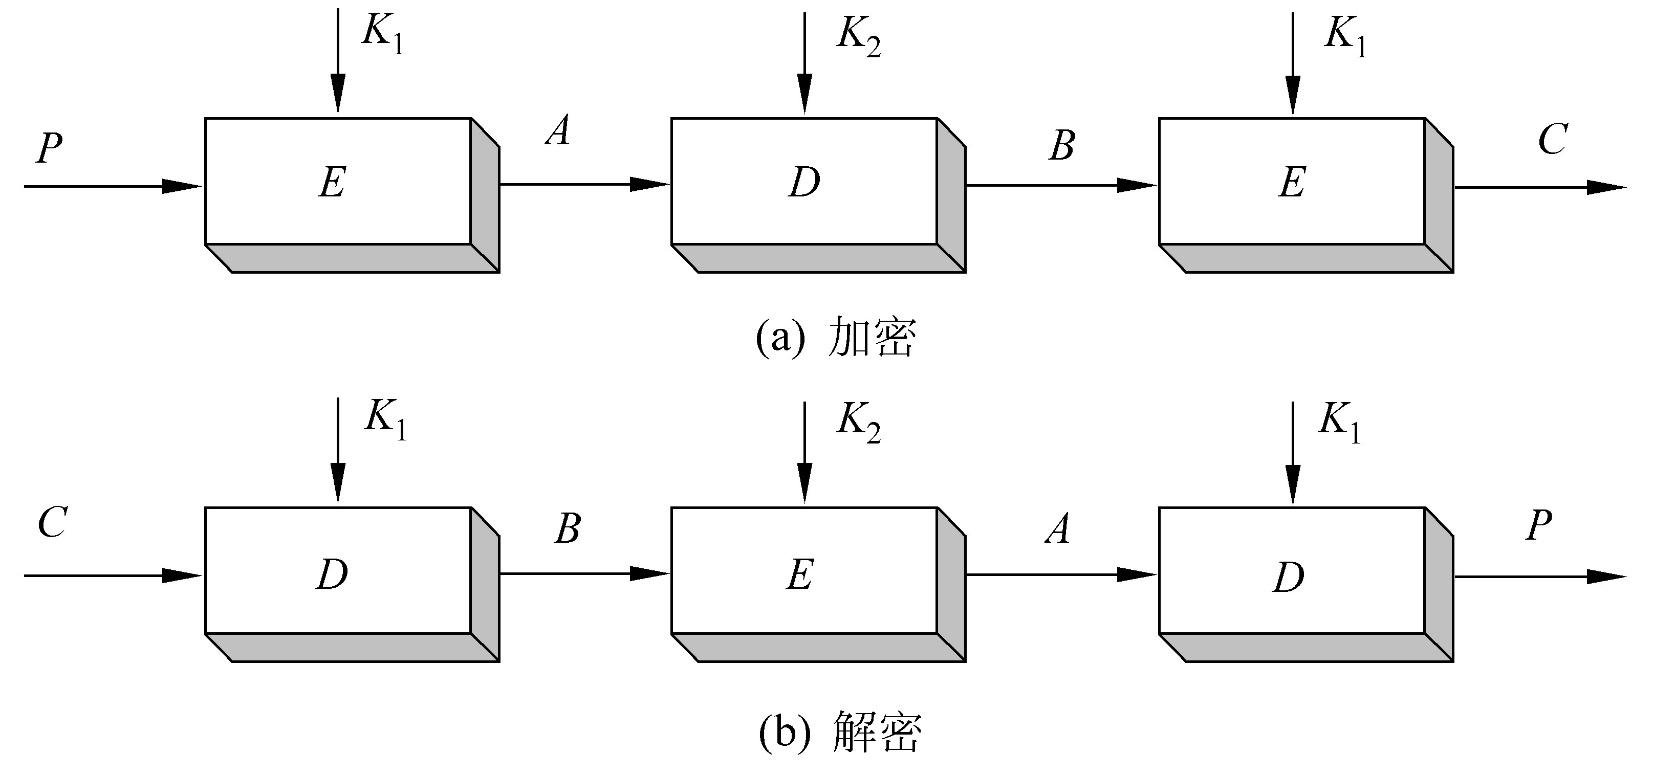 K₁ K₂ K₁
P E A D B E C
(a) 加密
K₁ K₂ K₁
C D B E A D P
(b) 解密